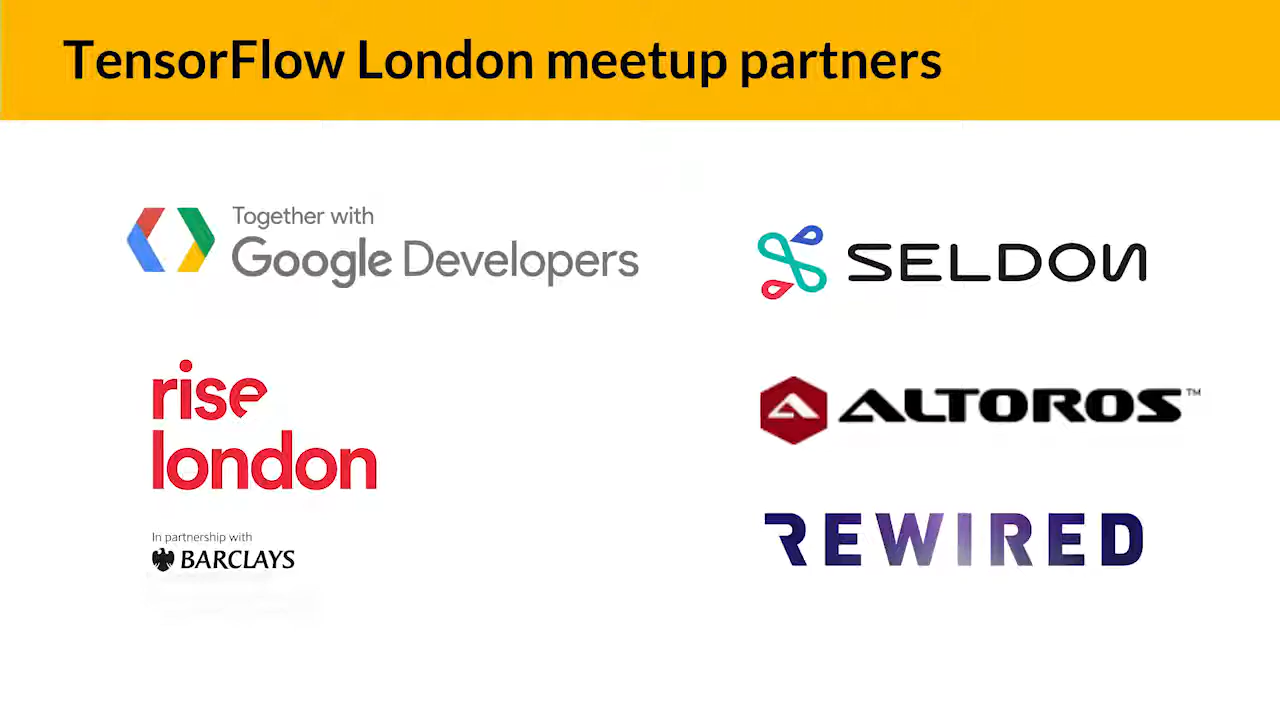 TensorFlow London meetup partners
Together with
Google Developers
SELDON
rise
london
In partnership with
BARCLAYS
ALTOROS™
REWIRED